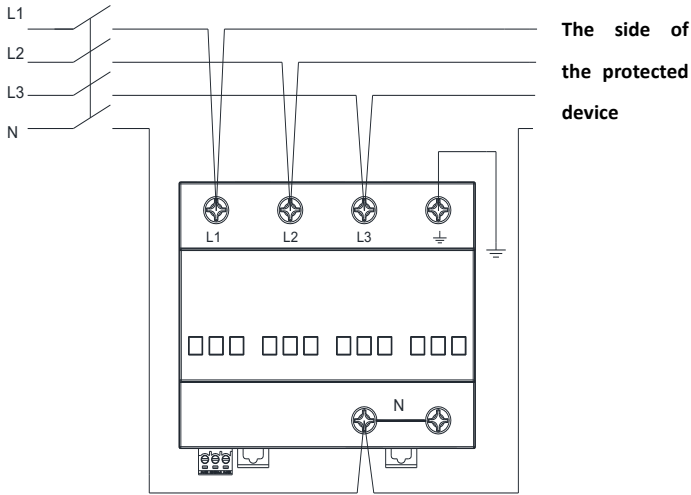 L1
L2
L3
N
The side of
the protected
device
L1 L2 L3
N